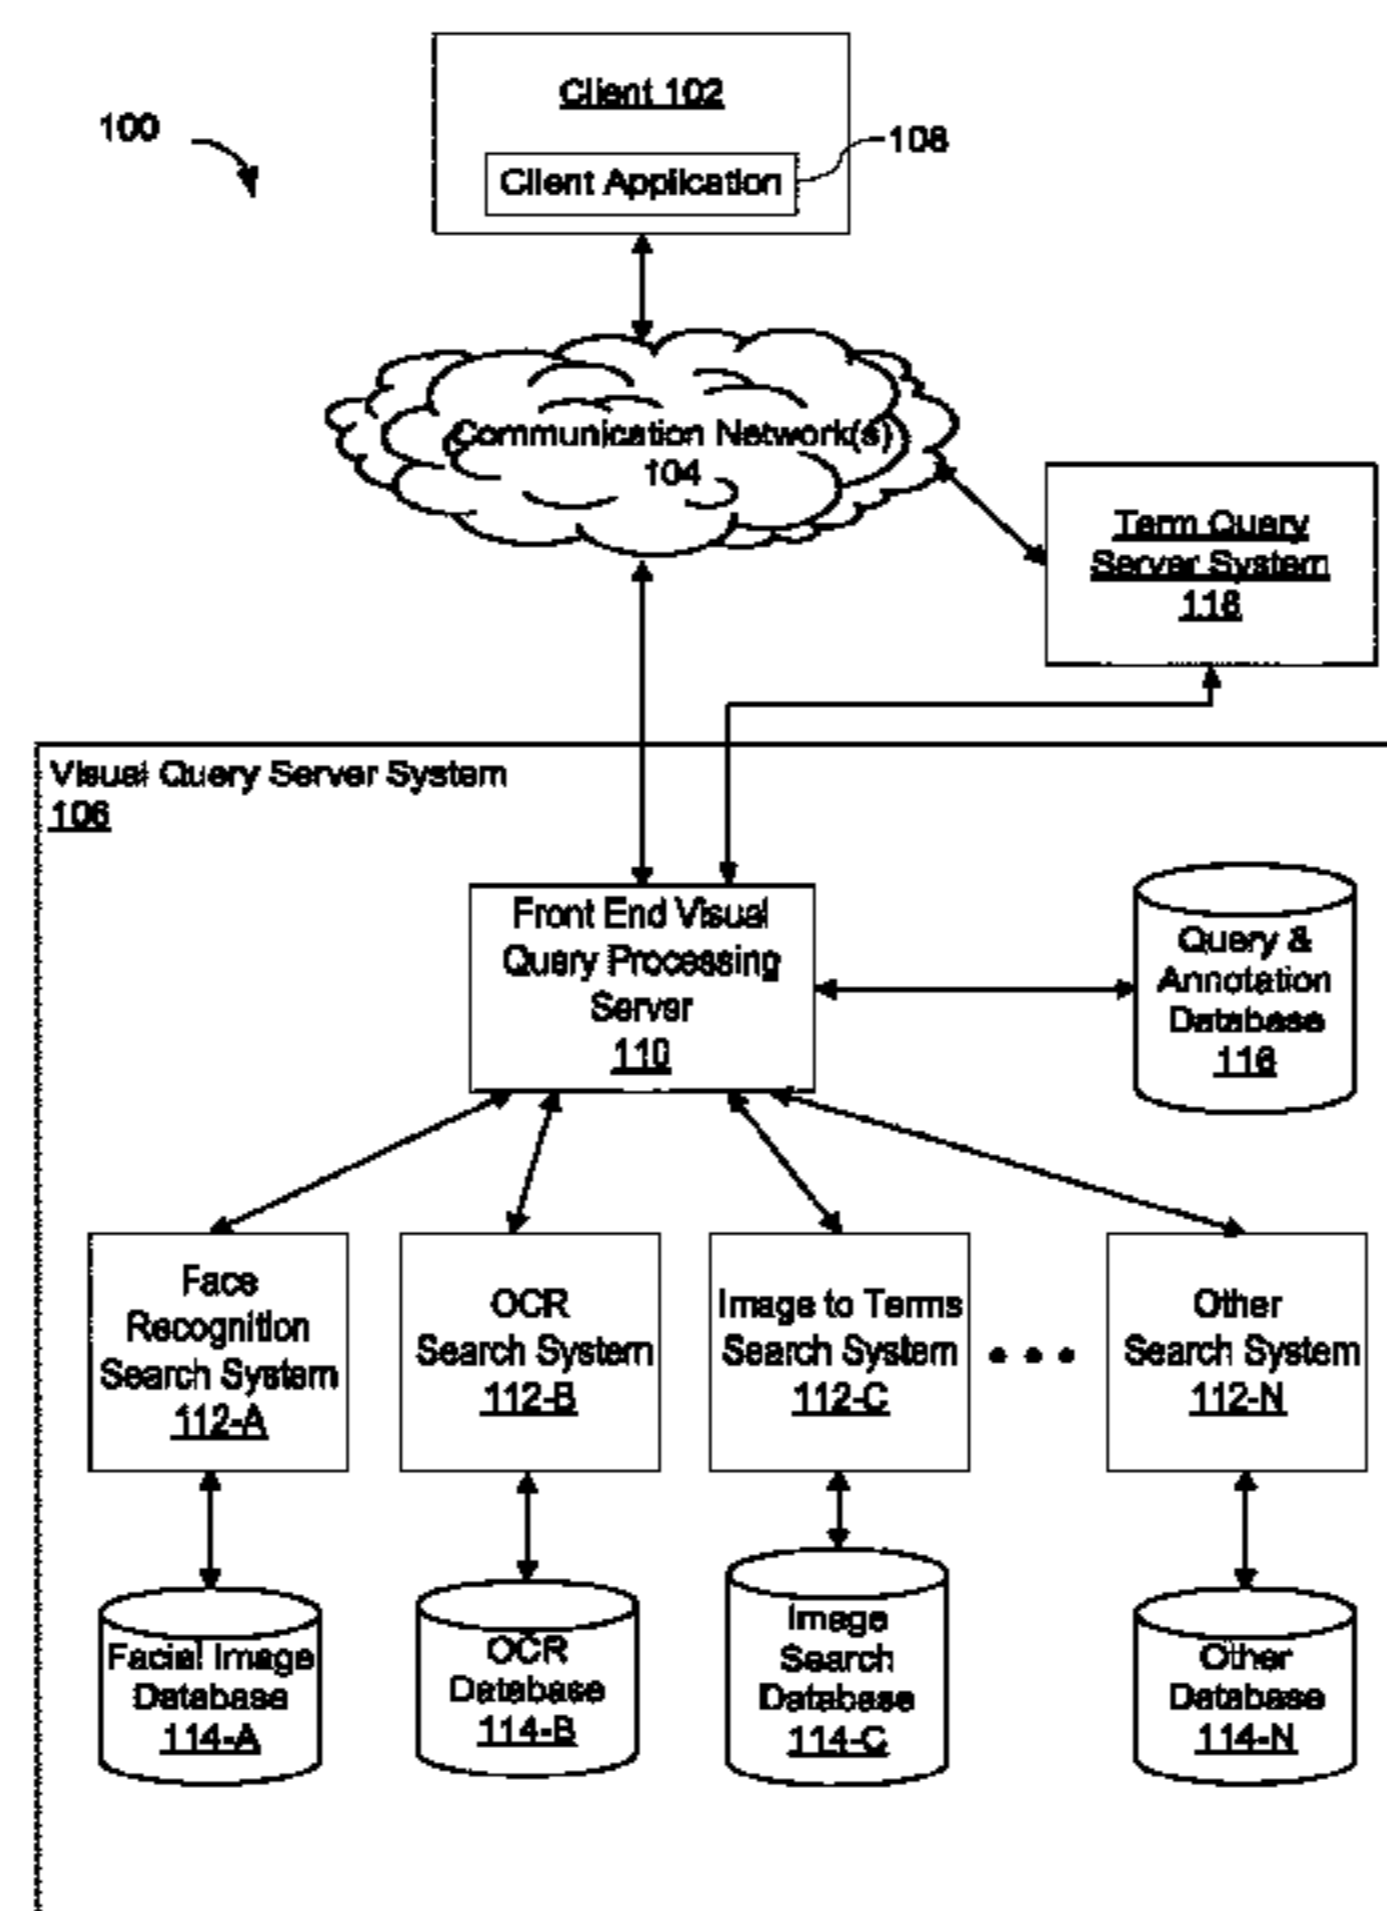 Client 102
100
108
Client Application
Communication Network(s)
104
Term Query
Server System
118
Visual Query Server System
106
Front End Visual
Query Processing
Server
110
Query &
Annotation
Database
116
Face
Recognition
Search System
112-A
OCR
Search System
112-B
Image to Terms
Search System
112-C
• • •
Other
Search System
112-N
Facial Image
Database
114-A
OCR
Database
114-B
Image
Search
Database
114-C
Other
Database
114-N